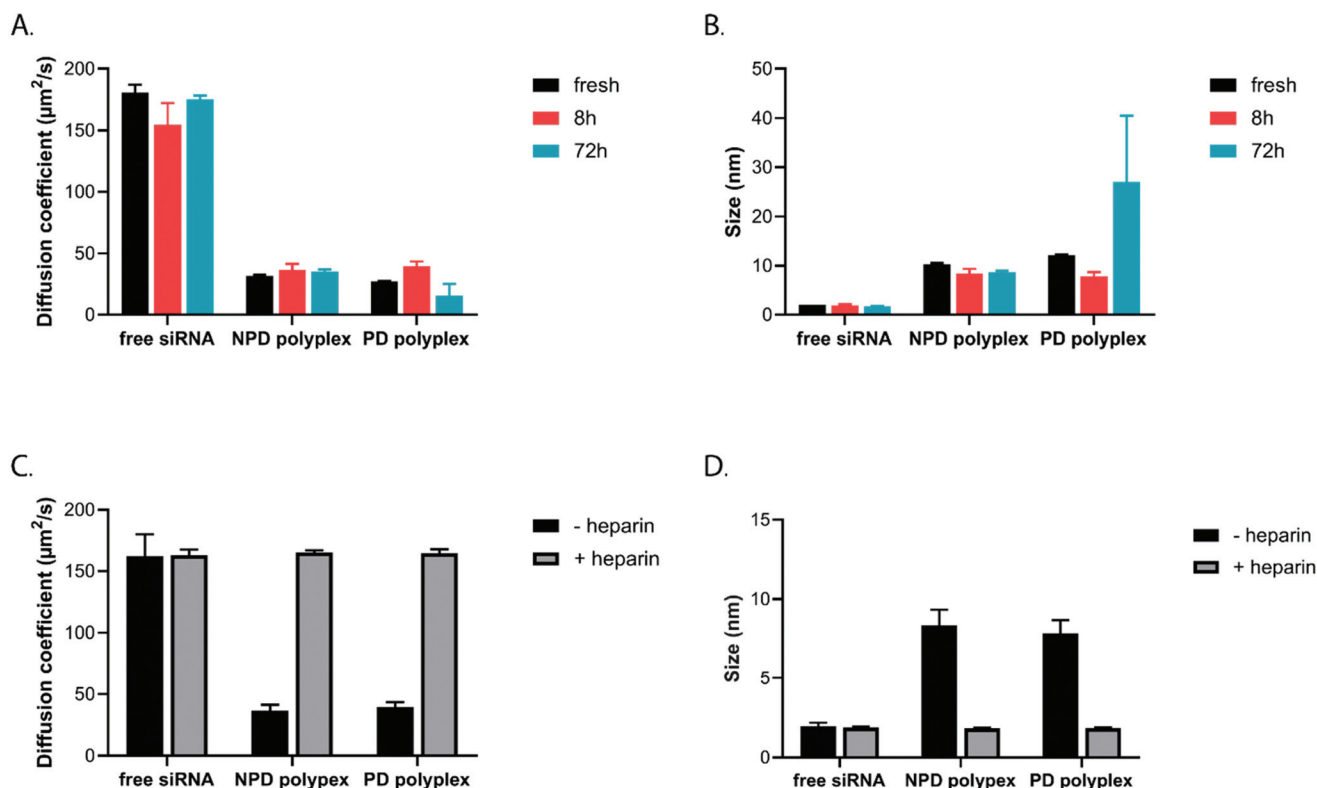 A.
Diffusion coefficient (µm²/s)
200
150
100
50
0
free siRNA NPD polyplex PD polyplex
fresh
8h
72h
B.
Size (nm)
50
40
30
20
10
0
free siRNA NPD polyplex PD polyplex
fresh
8h
72h
C.
Diffusion coefficient (µm²/s)
200
150
100
50
0
free siRNA NPD polypex PD polyplex
- heparin
+ heparin
D.
Size (nm)
15
10
5
0
free siRNA NPD polypex PD polyplex
- heparin
+ heparin